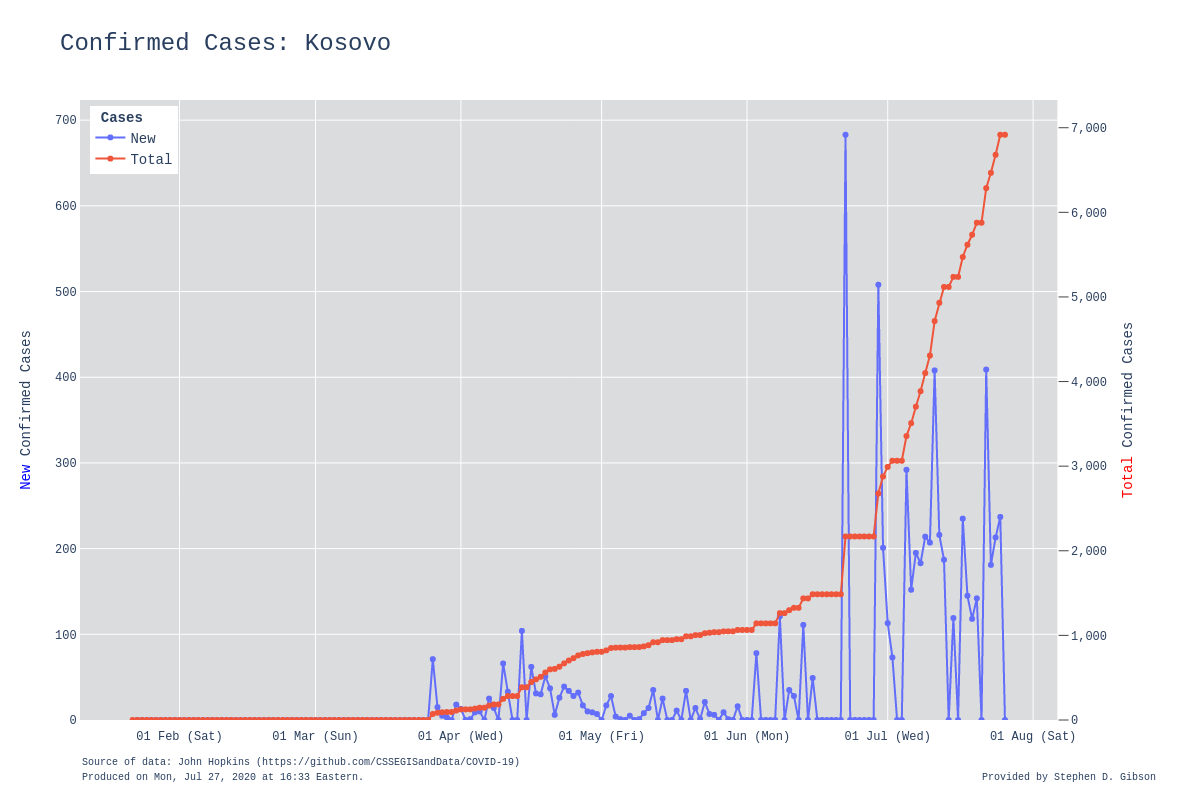 Confirmed Cases: Kosovo
Cases
New
Total
700
600
500
400
300
200
100
0
7,000
6,000
5,000
4,000
3,000
2,000
1,000
0
New Confirmed Cases
Total Confirmed Cases
01 Feb (Sat)
01 Mar (Sun)
01 Apr (Wed)
01 May (Fri)
01 Jun (Mon)
01 Jul (Wed)
01 Aug (Sat)
Source of data: John Hopkins (https://github.com/CSSEGISandData/COVID-19)
Produced on Mon, Jul 27, 2020 at 16:33 Eastern.
Provided by Stephen D. Gibson